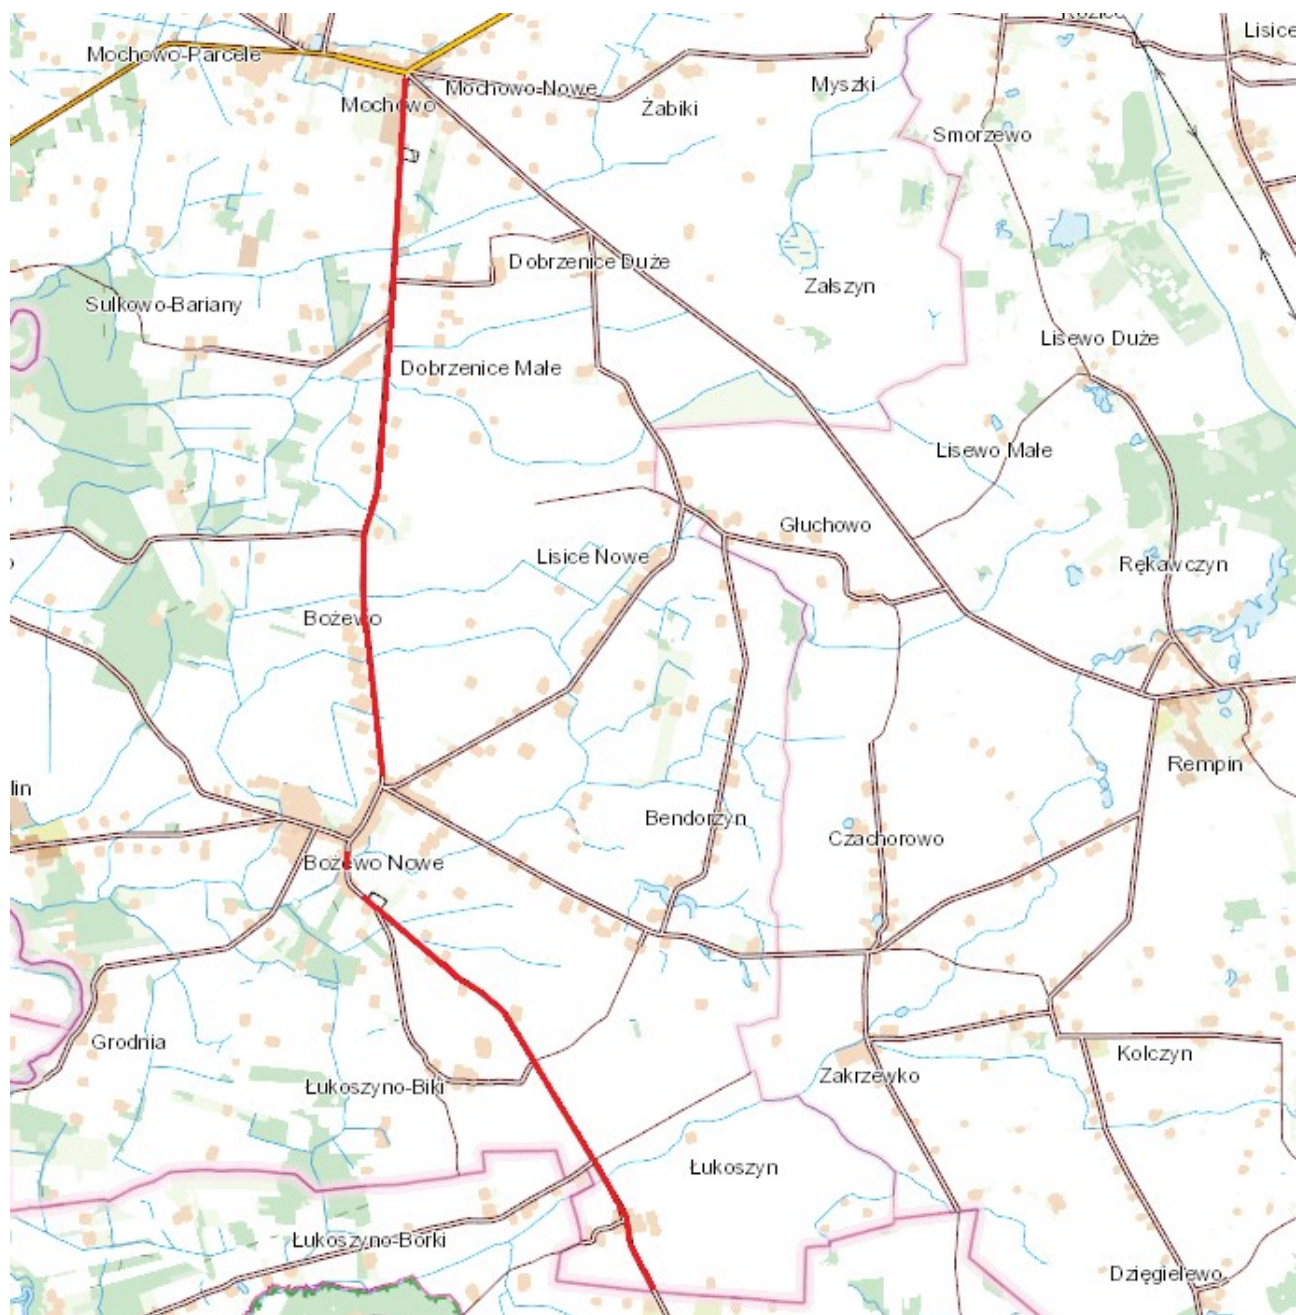 Lisice
Mochowo-Parcele
Mochowo-Nowe
Myszki
Mochowo
Żabiki
Smorzewo
Dobrzenice Duże
Załszyn
Sulkowo-Bariany
Lisewo Duże
Dobrzenice Małe
Lisewo Małe
Głuchowo
Lisice Nowe
Rękawczyn
Bożewo
Rempin
lin
Bendorzyn
Czachorowo
Bożewo Nowe
Grodnia
Kolczyn
Zakrzewko
Łukoszyno-Biki
Łukoszyn
Łukoszyno-Borki
Dzięgielewo